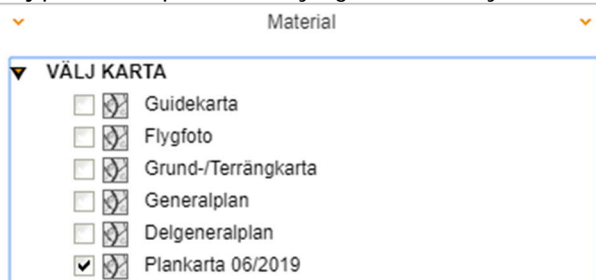 Material
VÄLJ KARTA
Guidekarta
Flygfoto
Grund-/Terrängkarta
Generalplan
Delgeneralplan
Plankarta 06/2019